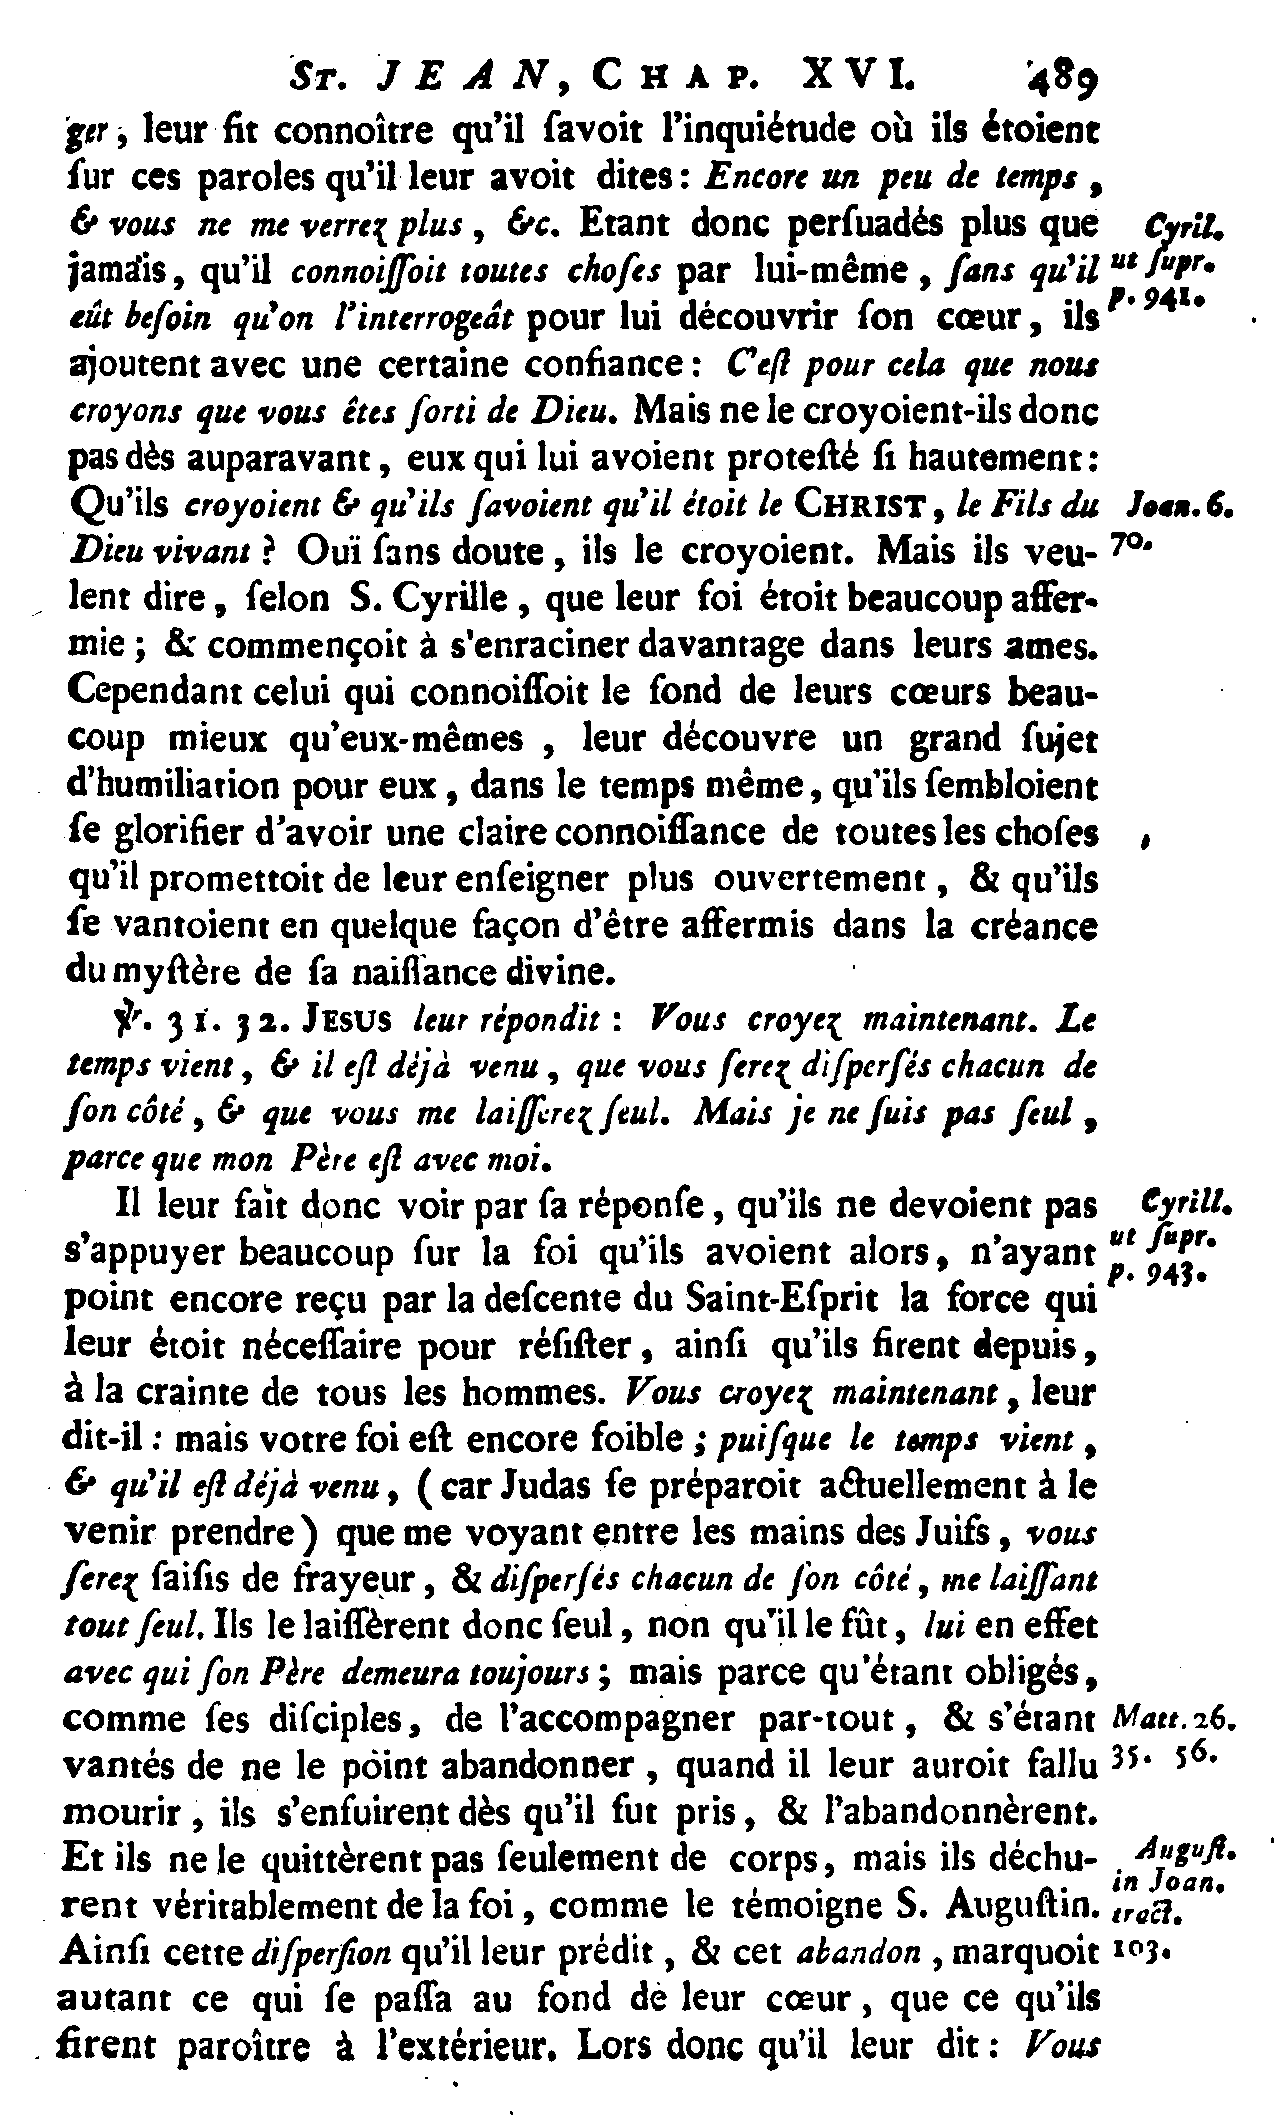 ST. JEAN, CHAP. XVI. 489
ger, leur fit connoître qu'il ſavoit l'inquiétude où ils étoient
ſur ces paroles qu'il leur avoit dites: Encore un peu de temps,
& vous ne me verrez plus, &c. Etant donc perſuadés plus que
Cyril.
jamais, qu'il connoiſſoit toutes choſes par lui-même, ſans qu'il
ut ſupr.
eût beſoin qu'on l'interrogeât pour lui découvrir ſon cœur, ils
p. 941.
ajoutent avec une certaine confiance: C'eſt pour cela que nous
croyons que vous êtes ſorti de Dieu. Mais ne le croyoient-ils donc
pas dès auparavant, eux qui lui avoient proteſté ſi hautement:
Qu'ils croyoient & qu'ils ſavoient qu'il étoit le CHRIST, le Fils du
Joan. 6.
Dieu vivant? Ouï ſans doute, ils le croyoient. Mais ils veu-
70.
lent dire, ſelon S. Cyrille, que leur foi étoit beaucoup affer-
mie; & commençoit à s'enraciner davantage dans leurs ames.
Cependant celui qui connoiſſoit le fond de leurs cœurs beau-
coup mieux qu'eux-mêmes, leur découvre un grand ſujet
d'humiliation pour eux, dans le temps même, qu'ils ſembloient
ſe glorifier d'avoir une claire connoiſſance de toutes les choſes
qu'il promettoit de leur enſeigner plus ouvertement, & qu'ils
ſe vantoient en quelque façon d'être affermis dans la créance
du myſtère de ſa naiſſance divine.
℣. 31. 32. JESUS leur répondit: Vous croyez maintenant. Le
temps vient, & il eſt déjà venu, que vous ſerez diſperſés chacun de
ſon côté, & que vous me laiſſerez ſeul. Mais je ne ſuis pas ſeul,
parce que mon Père eſt avec moi.
Il leur fait donc voir par ſa réponſe, qu'ils ne devoient pas
Cyrill.
s'appuyer beaucoup ſur la foi qu'ils avoient alors, n'ayant
ut ſupr.
point encore reçu par la deſcente du Saint-Eſprit la force qui
p. 943.
leur étoit néceſſaire pour réſiſter, ainſi qu'ils firent depuis,
à la crainte de tous les hommes. Vous croyez maintenant, leur
dit-il: mais votre foi eſt encore foible; puiſque le temps vient,
& qu'il eſt déjà venu, (car Judas ſe préparoit actuellement à le
venir prendre) que me voyant entre les mains des Juifs, vous
ſerez ſaiſis de frayeur, & diſperſés chacun de ſon côté, me laiſſant
tout ſeul. Ils le laiſſèrent donc ſeul, non qu'il le fût, lui en effet
avec qui ſon Père demeura toujours; mais parce qu'étant obligés,
comme ſes diſciples, de l'accompagner par-tout, & s'étant
Matt. 26.
vantés de ne le point abandonner, quand il leur auroit fallu
35. 56.
mourir, ils s'enfuirent dès qu'il fut pris, & l'abandonnèrent.
Et ils ne le quittèrent pas ſeulement de corps, mais ils déchu-
Auguſt.
in Joan.
rent véritablement de la foi, comme le témoigne S. Auguſtin.
tract.
Ainſi cette diſperſion qu'il leur prédit, & cet abandon, marquoit
103.
autant ce qui ſe paſſa au fond de leur cœur, que ce qu'ils
firent paroître à l'extérieur. Lors donc qu'il leur dit: Vous